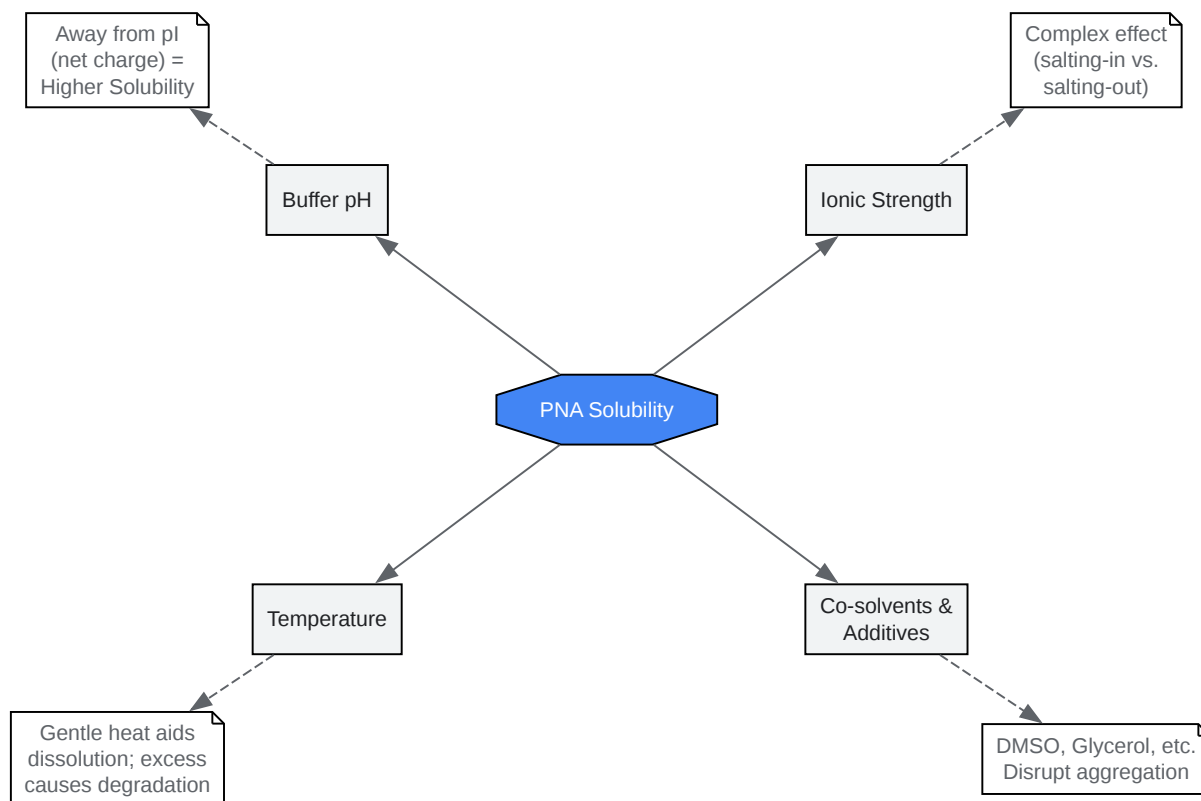 Away from pI
(net charge) =
Higher Solubility
Complex effect
(salting-in vs.
salting-out)
Buffer pH
Ionic Strength
PNA Solubility
Temperature
Co-solvents &
Additives
Gentle heat aids
dissolution; excess
causes degradation
DMSO, Glycerol, etc.
Disrupt aggregation